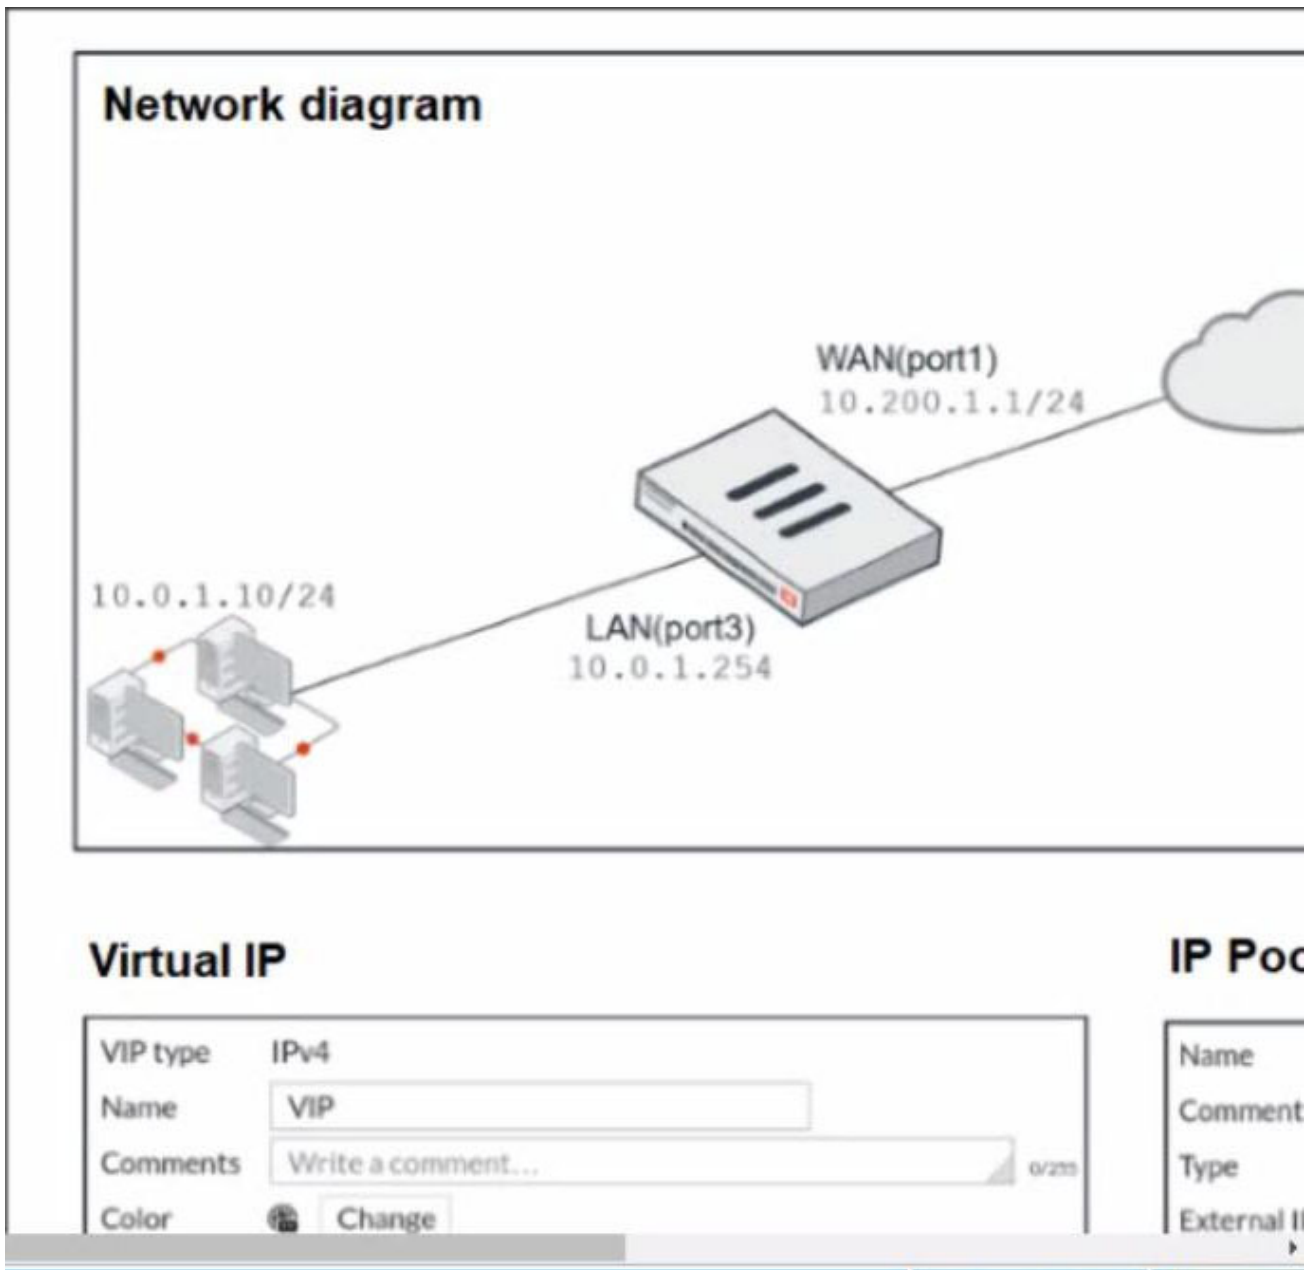 Network diagram
WAN(port1)
10.200.1.1/24
10.0.1.10/24
LAN(port3)
10.0.1.254
Virtual IP
VIP type IPv4
Name VIP
Comments Write a comment... 0/255
Color Change
IP Poo
Name
Comment
Type
External I